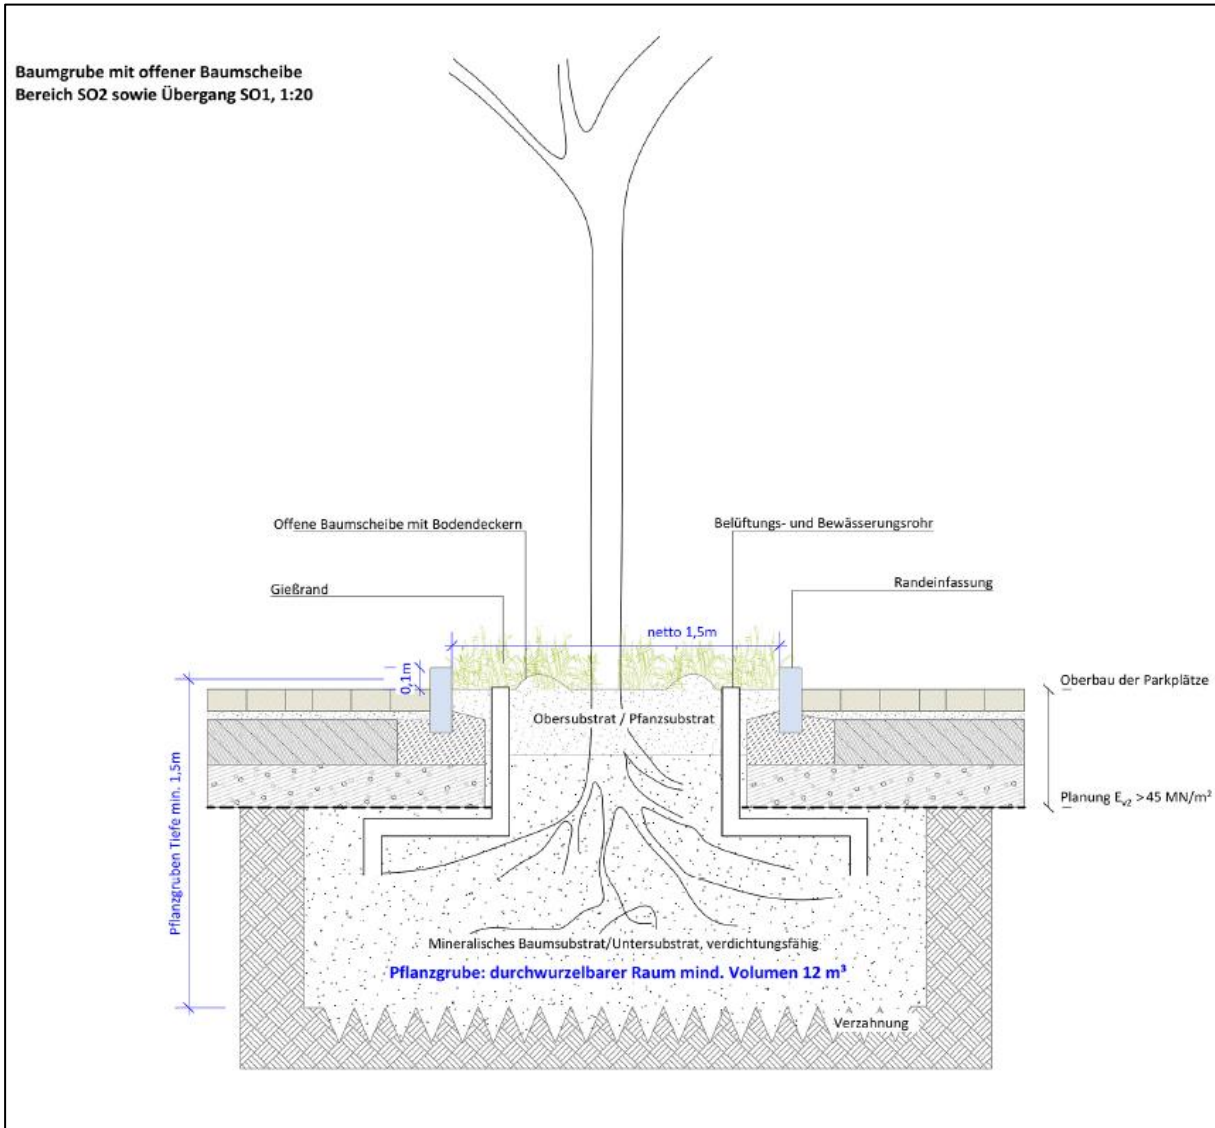 Baumgrube mit offener Baumscheibe
Bereich SO2 sowie Übergang SO1, 1:20
Offene Baumscheibe mit Bodendeckern
Belüftungs- und Bewässerungsrohr
Gießrand
Randeinfassung
netto 1,5m
0,1m
Oberbau der Parkplätze
Obersubstrat / Pfanzsubstrat
Pflanzgruben Tiefe min. 1,5m
Planung Ev2 >45 MN/m²
Mineralisches Baumsubstrat/Untersubstrat, verdichtungsfähig
Pflanzgrube: durchwurzelbarer Raum mind. Volumen 12 m³
Verzahnung